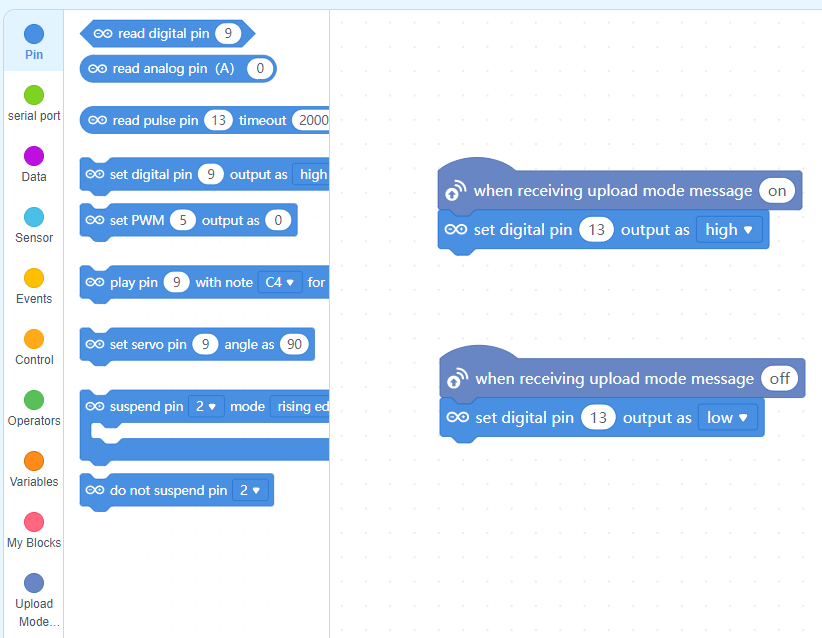 Pin
serial port
Data
Sensor
Events
Control
Operators
Variables
My Blocks
Upload
Mode...
read digital pin 9
read analog pin (A) 0
read pulse pin 13 timeout 2000
set digital pin 9 output as high
set PWM 5 output as 0
play pin 9 with note C4 for
set servo pin 9 angle as 90
suspend pin 2 mode rising ed
do not suspend pin 2
when receiving upload mode message on
set digital pin 13 output as high
when receiving upload mode message off
set digital pin 13 output as low